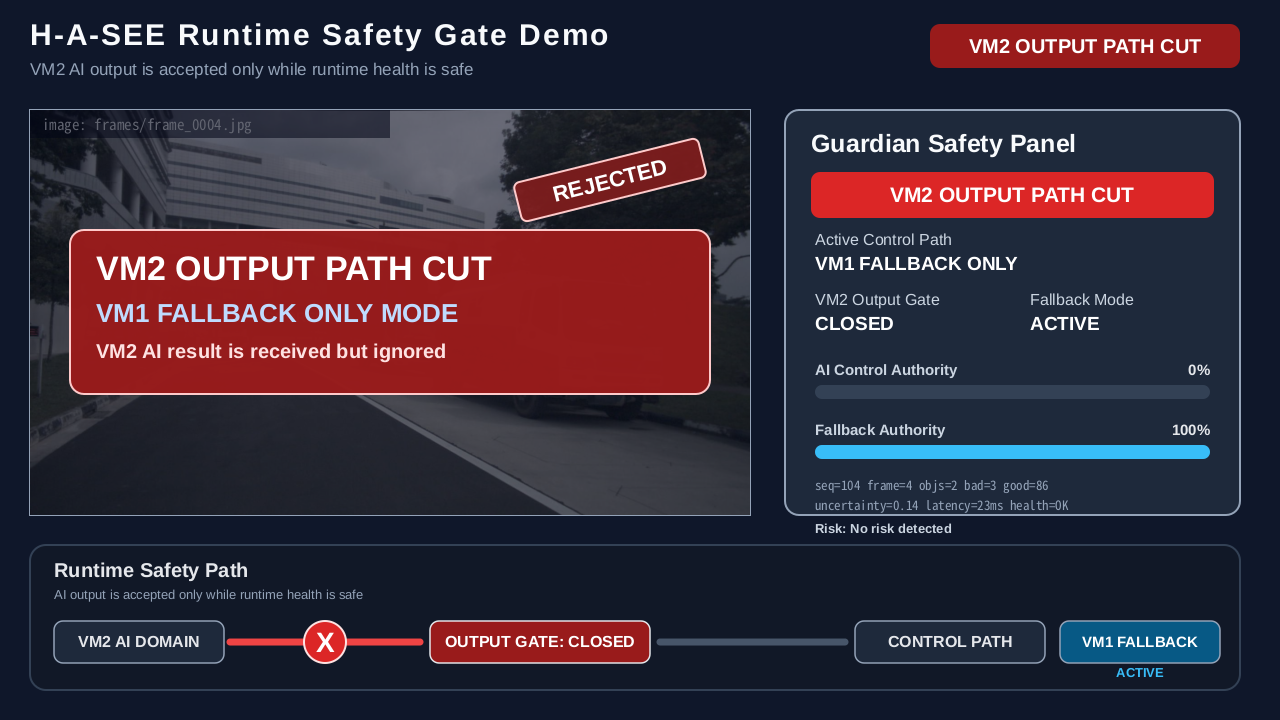 H-A-SEE Runtime Safety Gate Demo
VM2 AI output is accepted only while runtime health is safe
VM2 OUTPUT PATH CUT
image: frames/frame_0004.jpg
REJECTED
VM2 OUTPUT PATH CUT
VM1 FALLBACK ONLY MODE
VM2 AI result is received but ignored
Guardian Safety Panel
VM2 OUTPUT PATH CUT
Active Control Path
VM1 FALLBACK ONLY
VM2 Output Gate
CLOSED
Fallback Mode
ACTIVE
AI Control Authority 0%
Fallback Authority 100%
seq=104 frame=4 objs=2 bad=3 good=86
uncertainty=0.14 latency=23ms health=OK
Risk: No risk detected
Runtime Safety Path
AI output is accepted only while runtime health is safe
VM2 AI DOMAIN
X
OUTPUT GATE: CLOSED
CONTROL PATH
VM1 FALLBACK
ACTIVE